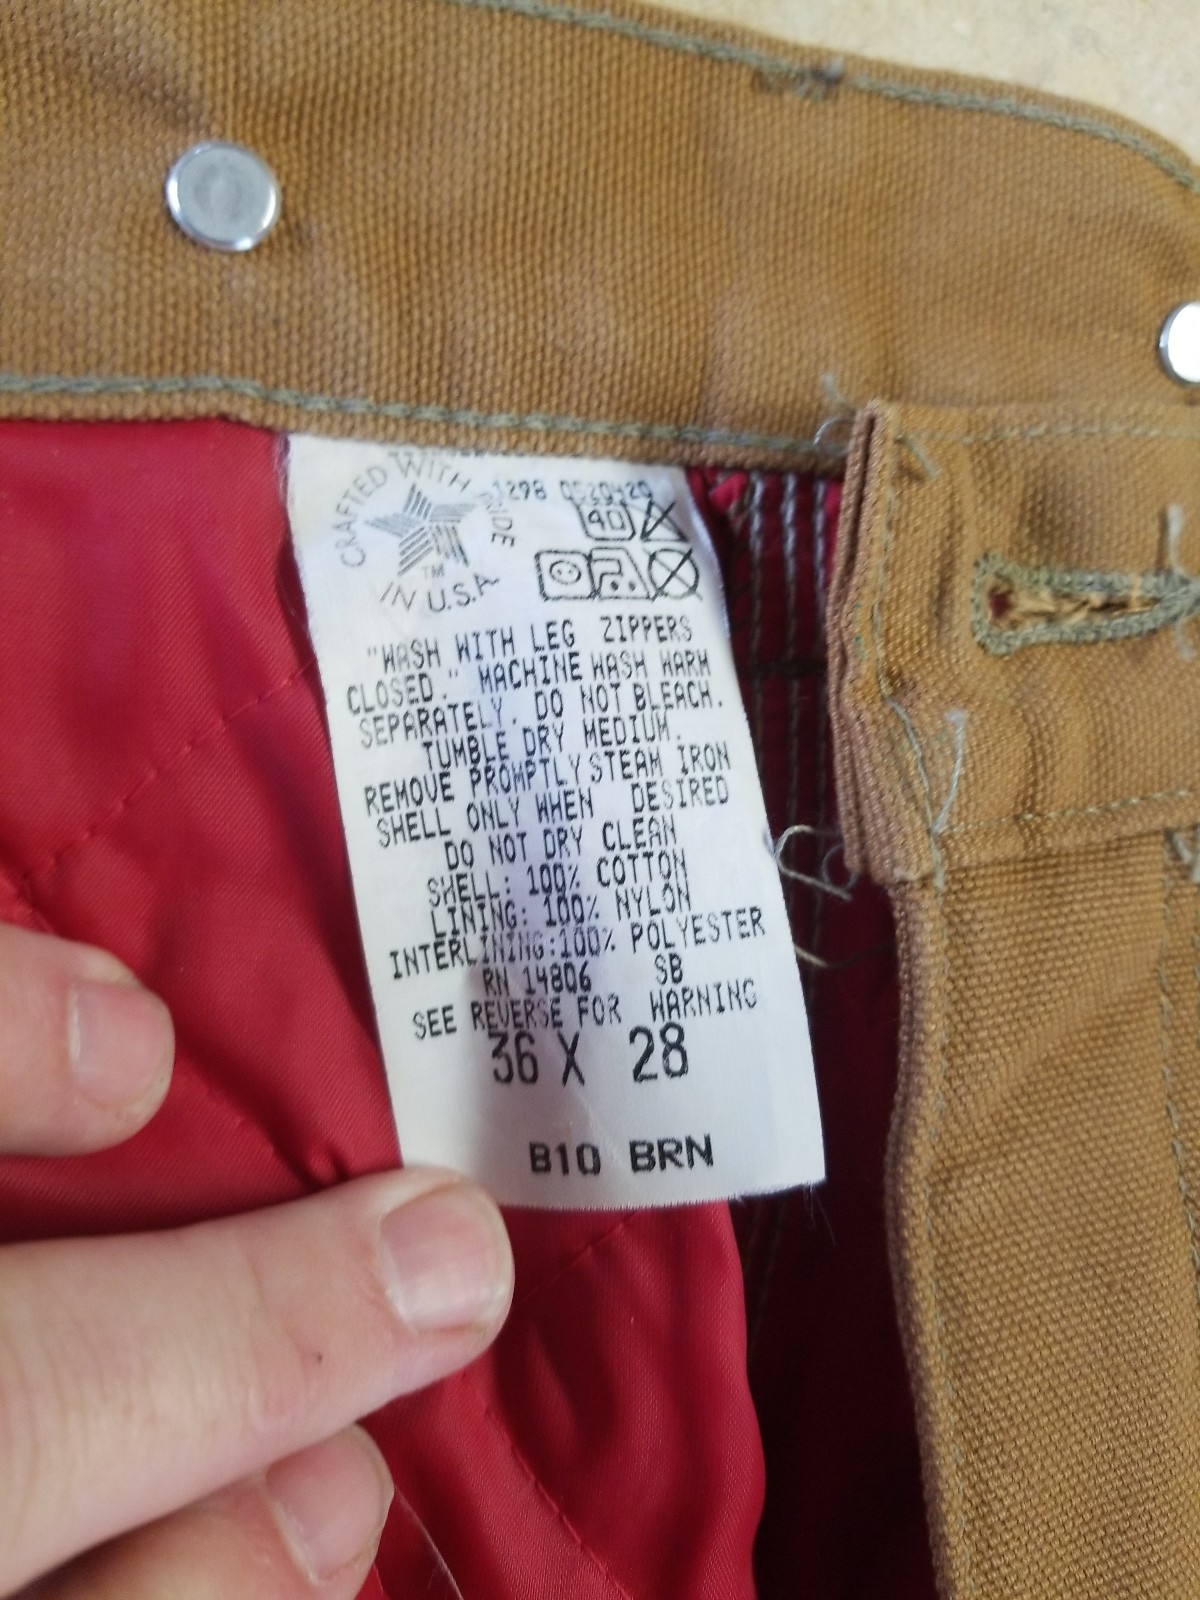 CRAFTED WITH PRIDE
TM
IN U.S.A.
1298 0520420
40
"WASH WITH LEG ZIPPERS
CLOSED." MACHINE WASH WARM
SEPARATELY. DO NOT BLEACH.
TUMBLE DRY MEDIUM.
REMOVE PROMPTLY STEAM IRON
SHELL ONLY WHEN DESIRED
DO NOT DRY CLEAN
SHELL: 100% COTTON
LINING: 100% NYLON
INTERLINING:100% POLYESTER
RN 14806 SB
SEE REVERSE FOR WARNING
36 X 28
B10 BRN